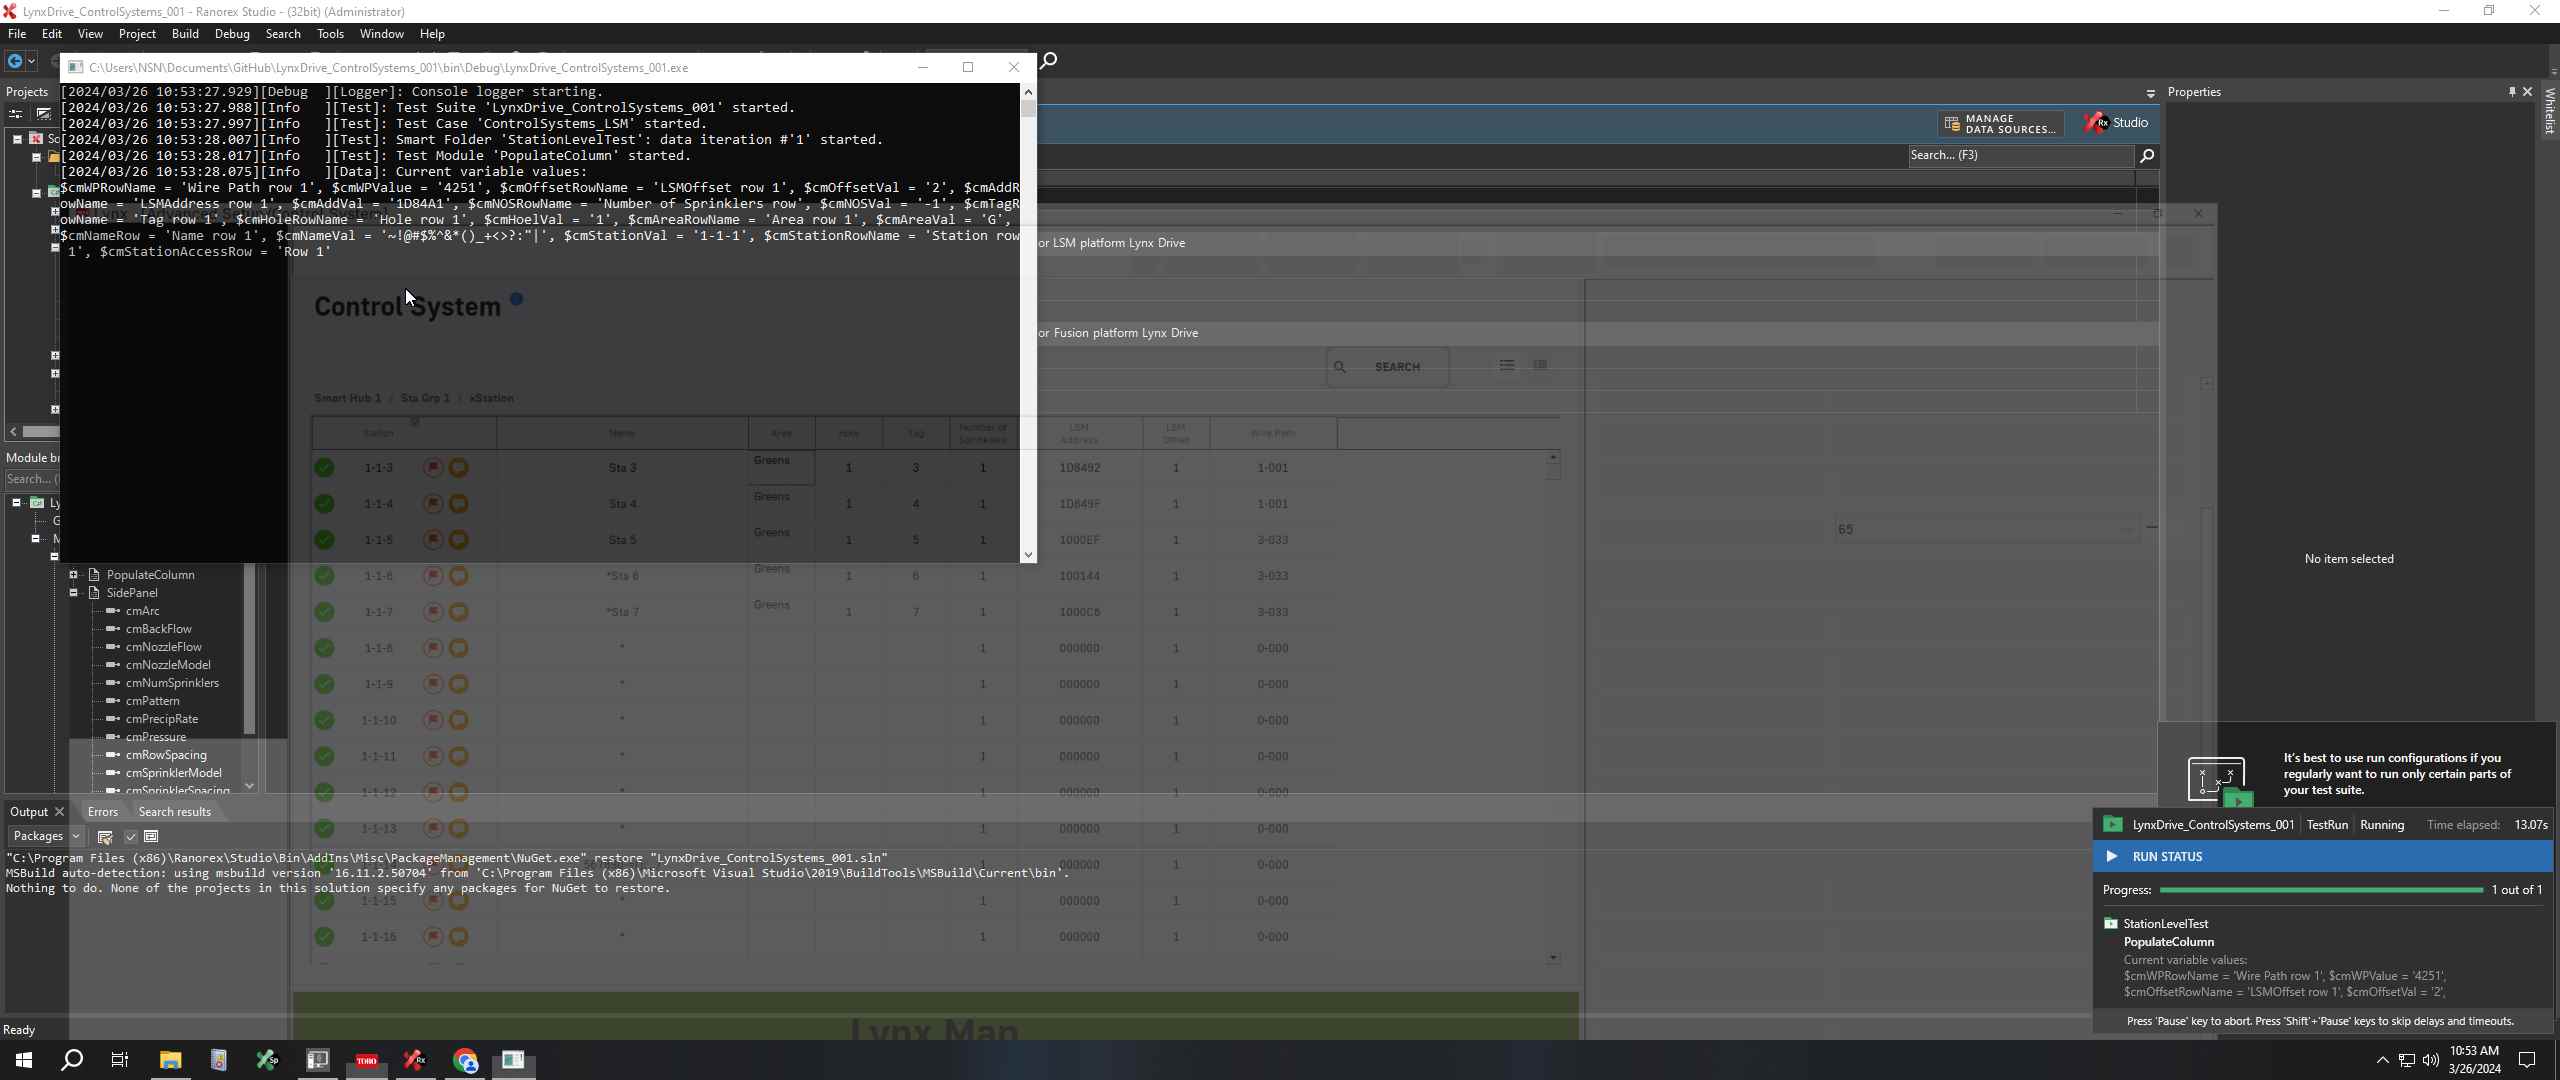 LynxDrive_ControlSystems_001 - Ranorex Studio - (32bit) (Administrator)
File Edit View Project Build Debug Search Tools Window Help
C:\Users\NSN\Documents\GitHub\LynxDrive_ControlSystems_001\bin\Debug\LynxDrive_ControlSystems_001.exe
Projects
Properties
Whitelist
[2024/03/26 10:53:27.929][Debug ][Logger]: Console logger starting.
[2024/03/26 10:53:27.988][Info ][Test]: Test Suite 'LynxDrive_ControlSystems_001' started.
[2024/03/26 10:53:27.997][Info ][Test]: Test Case 'ControlSystems_LSM' started.
[2024/03/26 10:53:28.007][Info ][Test]: Smart Folder 'StationLevelTest': data iteration #'1' started.
[2024/03/26 10:53:28.017][Info ][Test]: Test Module 'PopulateColumn' started.
[2024/03/26 10:53:28.075][Info ][Data]: Current variable values:
$cmWPRowName = 'Wire Path row 1', $cmWPValue = '4251', $cmOffsetRowName = 'LSMOffset row 1', $cmOffsetVal = '2', $cmAddR
owName = 'LSMAddress row 1', $cmAddVal = '1D84A1', $cmNOSRowName = 'Number of Sprinklers row', $cmNOSVal = '-1', $cmTagR
owName = 'Tag row 1', $cmHoleRowName = 'Hole row 1', $cmHoelVal = '1', $cmAreaRowName = 'Area row 1', $cmAreaVal = 'G',
$cmNameRow = 'Name row 1', $cmNameVal = '~!@#$%^&*()_+<>?:"|', $cmStationVal = '1-1-1', $cmStationRowName = 'Station row
1', $cmStationAccessRow = 'Row 1'
MANAGE
DATA SOURCES...
Rx Studio
Search... (F3)
or LSM platform Lynx Drive
or Fusion platform Lynx Drive
Control System
SEARCH
Smart Hub 1 / Sta Grp 1 / xStation
Station Name Area Hole Tag Number of Sprinklers LSM Address LSM Offset Wire Path
1-1-3 Sta 3 Greens 1 3 1 1D8492 1 1-001
1-1-4 Sta 4 Greens 1 4 1 1D849F 1 1-001
1-1-5 Sta 5 Greens 1 5 1 1000EF 1 3-033
1-1-6 *Sta 6 Greens 1 6 1 100144 1 3-033
1-1-7 *Sta 7 Greens 1 7 1 1000C6 1 3-033
1-1-8 * 1 000000 1 0-000
1-1-9 * 1 000000 1 0-000
1-1-10 * 1 000000 1 0-000
1-1-11 * 1 000000 1 0-000
1-1-12 * 1 000000 1 0-000
1-1-13 * 1 000000 1 0-000
1 000000 1 0-000
1-1-15 * 1 000000 1 0-000
1-1-16 * 1 000000 1 0-000
Lynx Map
65
No item selected
Module br
Search... (
Ly
PopulateColumn
SidePanel
cmArc
cmBackFlow
cmNozzleFlow
cmNozzleModel
cmNumSprinklers
cmPattern
cmPrecipRate
cmPressure
cmRowSpacing
cmSprinklerModel
cmSprinklerSpacing
Output Errors Search results
Packages
"C:\Program Files (x86)\Ranorex\Studio\Bin\AddIns\Misc\PackageManagement\NuGet.exe" restore "LynxDrive_ControlSystems_001.sln"
MSBuild auto-detection: using msbuild version '16.11.2.50704' from 'C:\Program Files (x86)\Microsoft Visual Studio\2019\BuildTools\MSBuild\Current\bin'.
Nothing to do. None of the projects in this solution specify any packages for NuGet to restore.
It's best to use run configurations if you
regularly want to run only certain parts of
your test suite.
LynxDrive_ControlSystems_001 TestRun Running Time elapsed: 13.07s
RUN STATUS
Progress: 1 out of 1
StationLevelTest
PopulateColumn
Current variable values:
$cmWPRowName = 'Wire Path row 1', $cmWPValue = '4251',
$cmOffsetRowName = 'LSMOffset row 1', $cmOffsetVal = '2',
Press 'Pause' key to abort. Press 'Shift'+'Pause' keys to skip delays and timeouts.
Ready
Sp
TORO
Rx
10:53 AM
3/26/2024